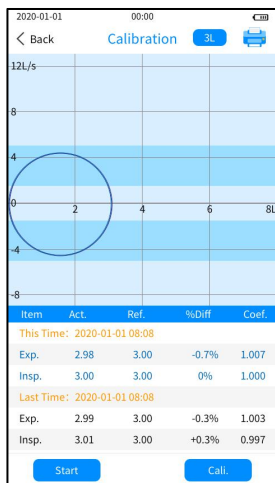 2020-01-01 00:00
< Back Calibration 3L
12L/s
8
4
0
2 4 6 8L
-4
-8
Item Act. Ref. %Diff Coef.
This Time: 2020-01-01 08:08
Exp. 2.98 3.00 -0.7% 1.007
Insp. 3.00 3.00 0% 1.000
Last Time: 2020-01-01 08:08
Exp. 2.99 3.00 -0.3% 1.003
Insp. 3.01 3.00 +0.3% 0.997
Start Cali.